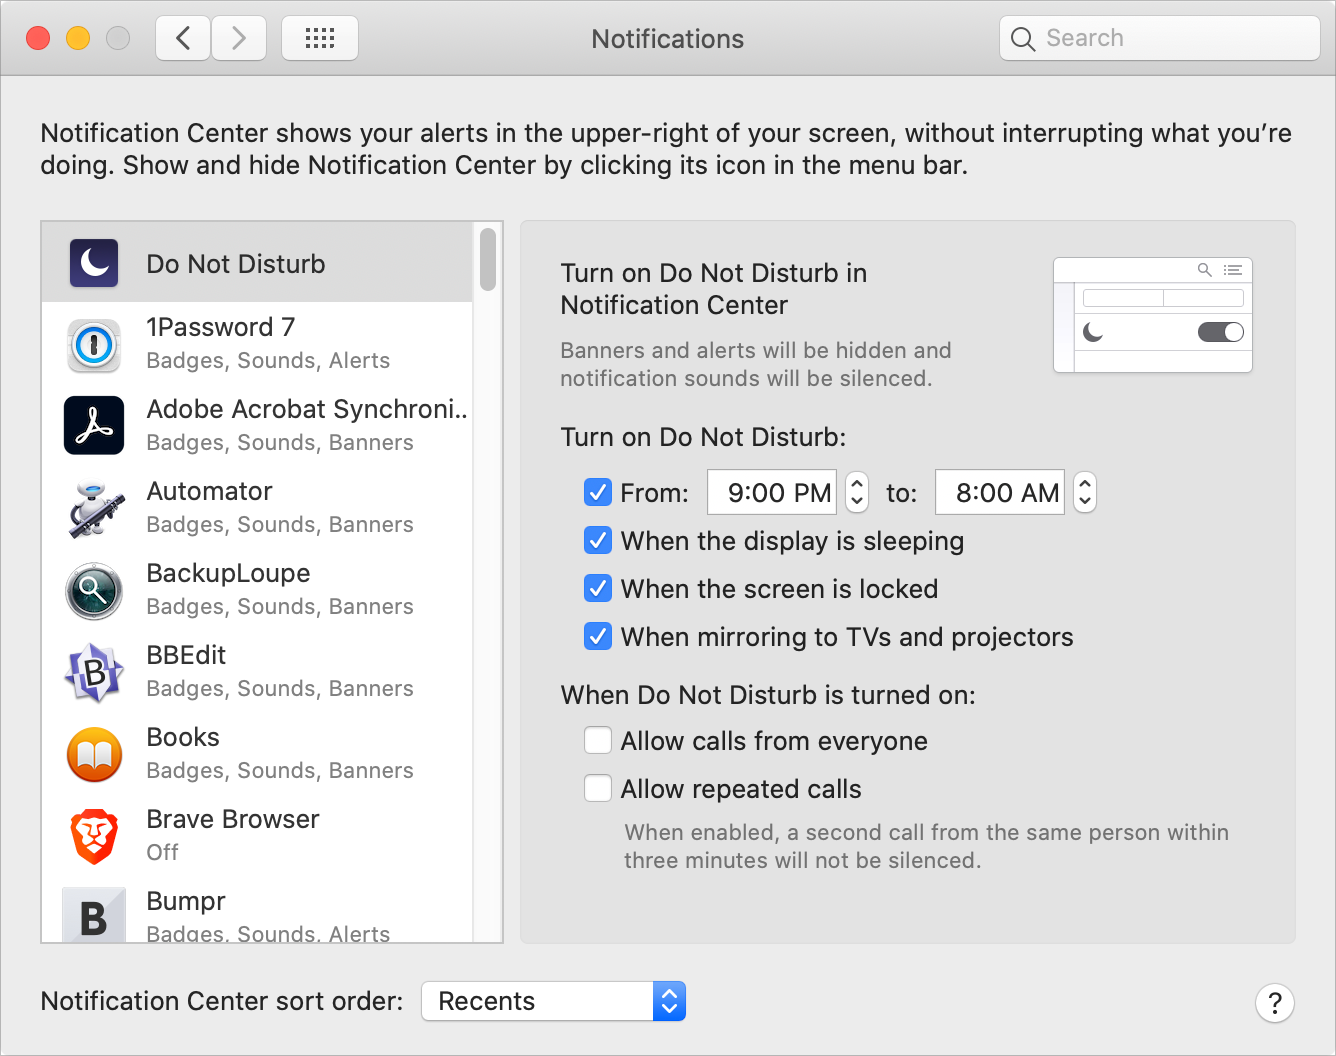 Notifications
Search
Notification Center shows your alerts in the upper-right of your screen, without interrupting what you’re
doing. Show and hide Notification Center by clicking its icon in the menu bar.
Do Not Disturb
1Password 7
Badges, Sounds, Alerts
Adobe Acrobat Synchroni..
Badges, Sounds, Banners
Automator
Badges, Sounds, Banners
BackupLoupe
Badges, Sounds, Banners
B
BBEdit
Badges, Sounds, Banners
Books
Badges, Sounds, Banners
Brave Browser
Off
B
Bumpr
Badges, Sounds, Alerts
Turn on Do Not Disturb in
Notification Center
Banners and alerts will be hidden and
notification sounds will be silenced.
Turn on Do Not Disturb:
From: 9:00 PM to: 8:00 AM
When the display is sleeping
When the screen is locked
When mirroring to TVs and projectors
When Do Not Disturb is turned on:
Allow calls from everyone
Allow repeated calls
When enabled, a second call from the same person within
three minutes will not be silenced.
Notification Center sort order: Recents
?